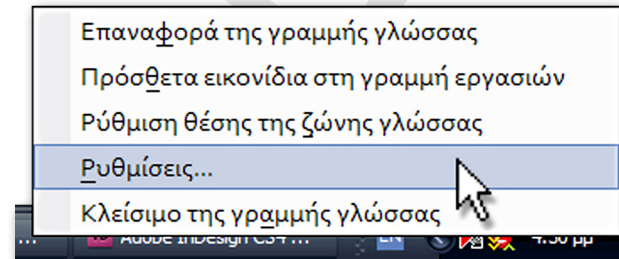 Επαναφορά της γραμμής γλώσσας
Πρόσθετα εικονίδια στη γραμμή εργασιών
Ρύθμιση θέσης της ζώνης γλώσσας
Ρυθμίσεις...
Κλείσιμο της γραμμής γλώσσας
... Adobe InDesign CS4 ... EN 4:50 μμ